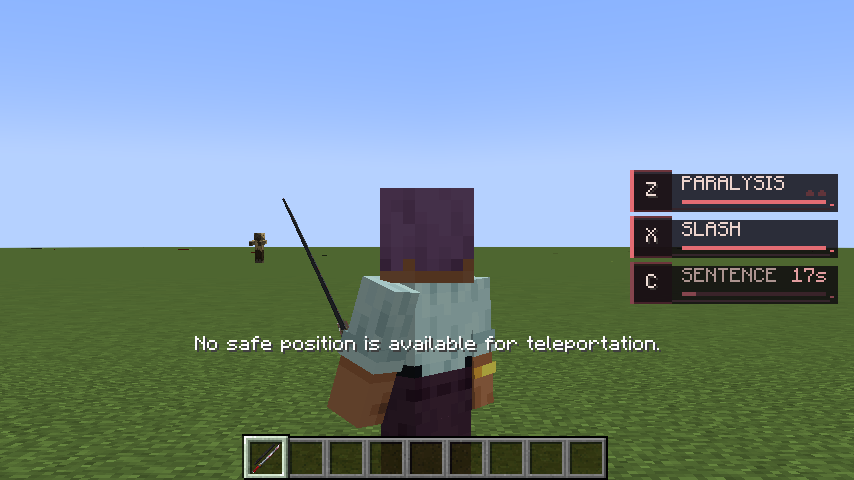 Z PARALYSIS
X SLASH
C SENTENCE 17s
No safe position is available for teleportation.